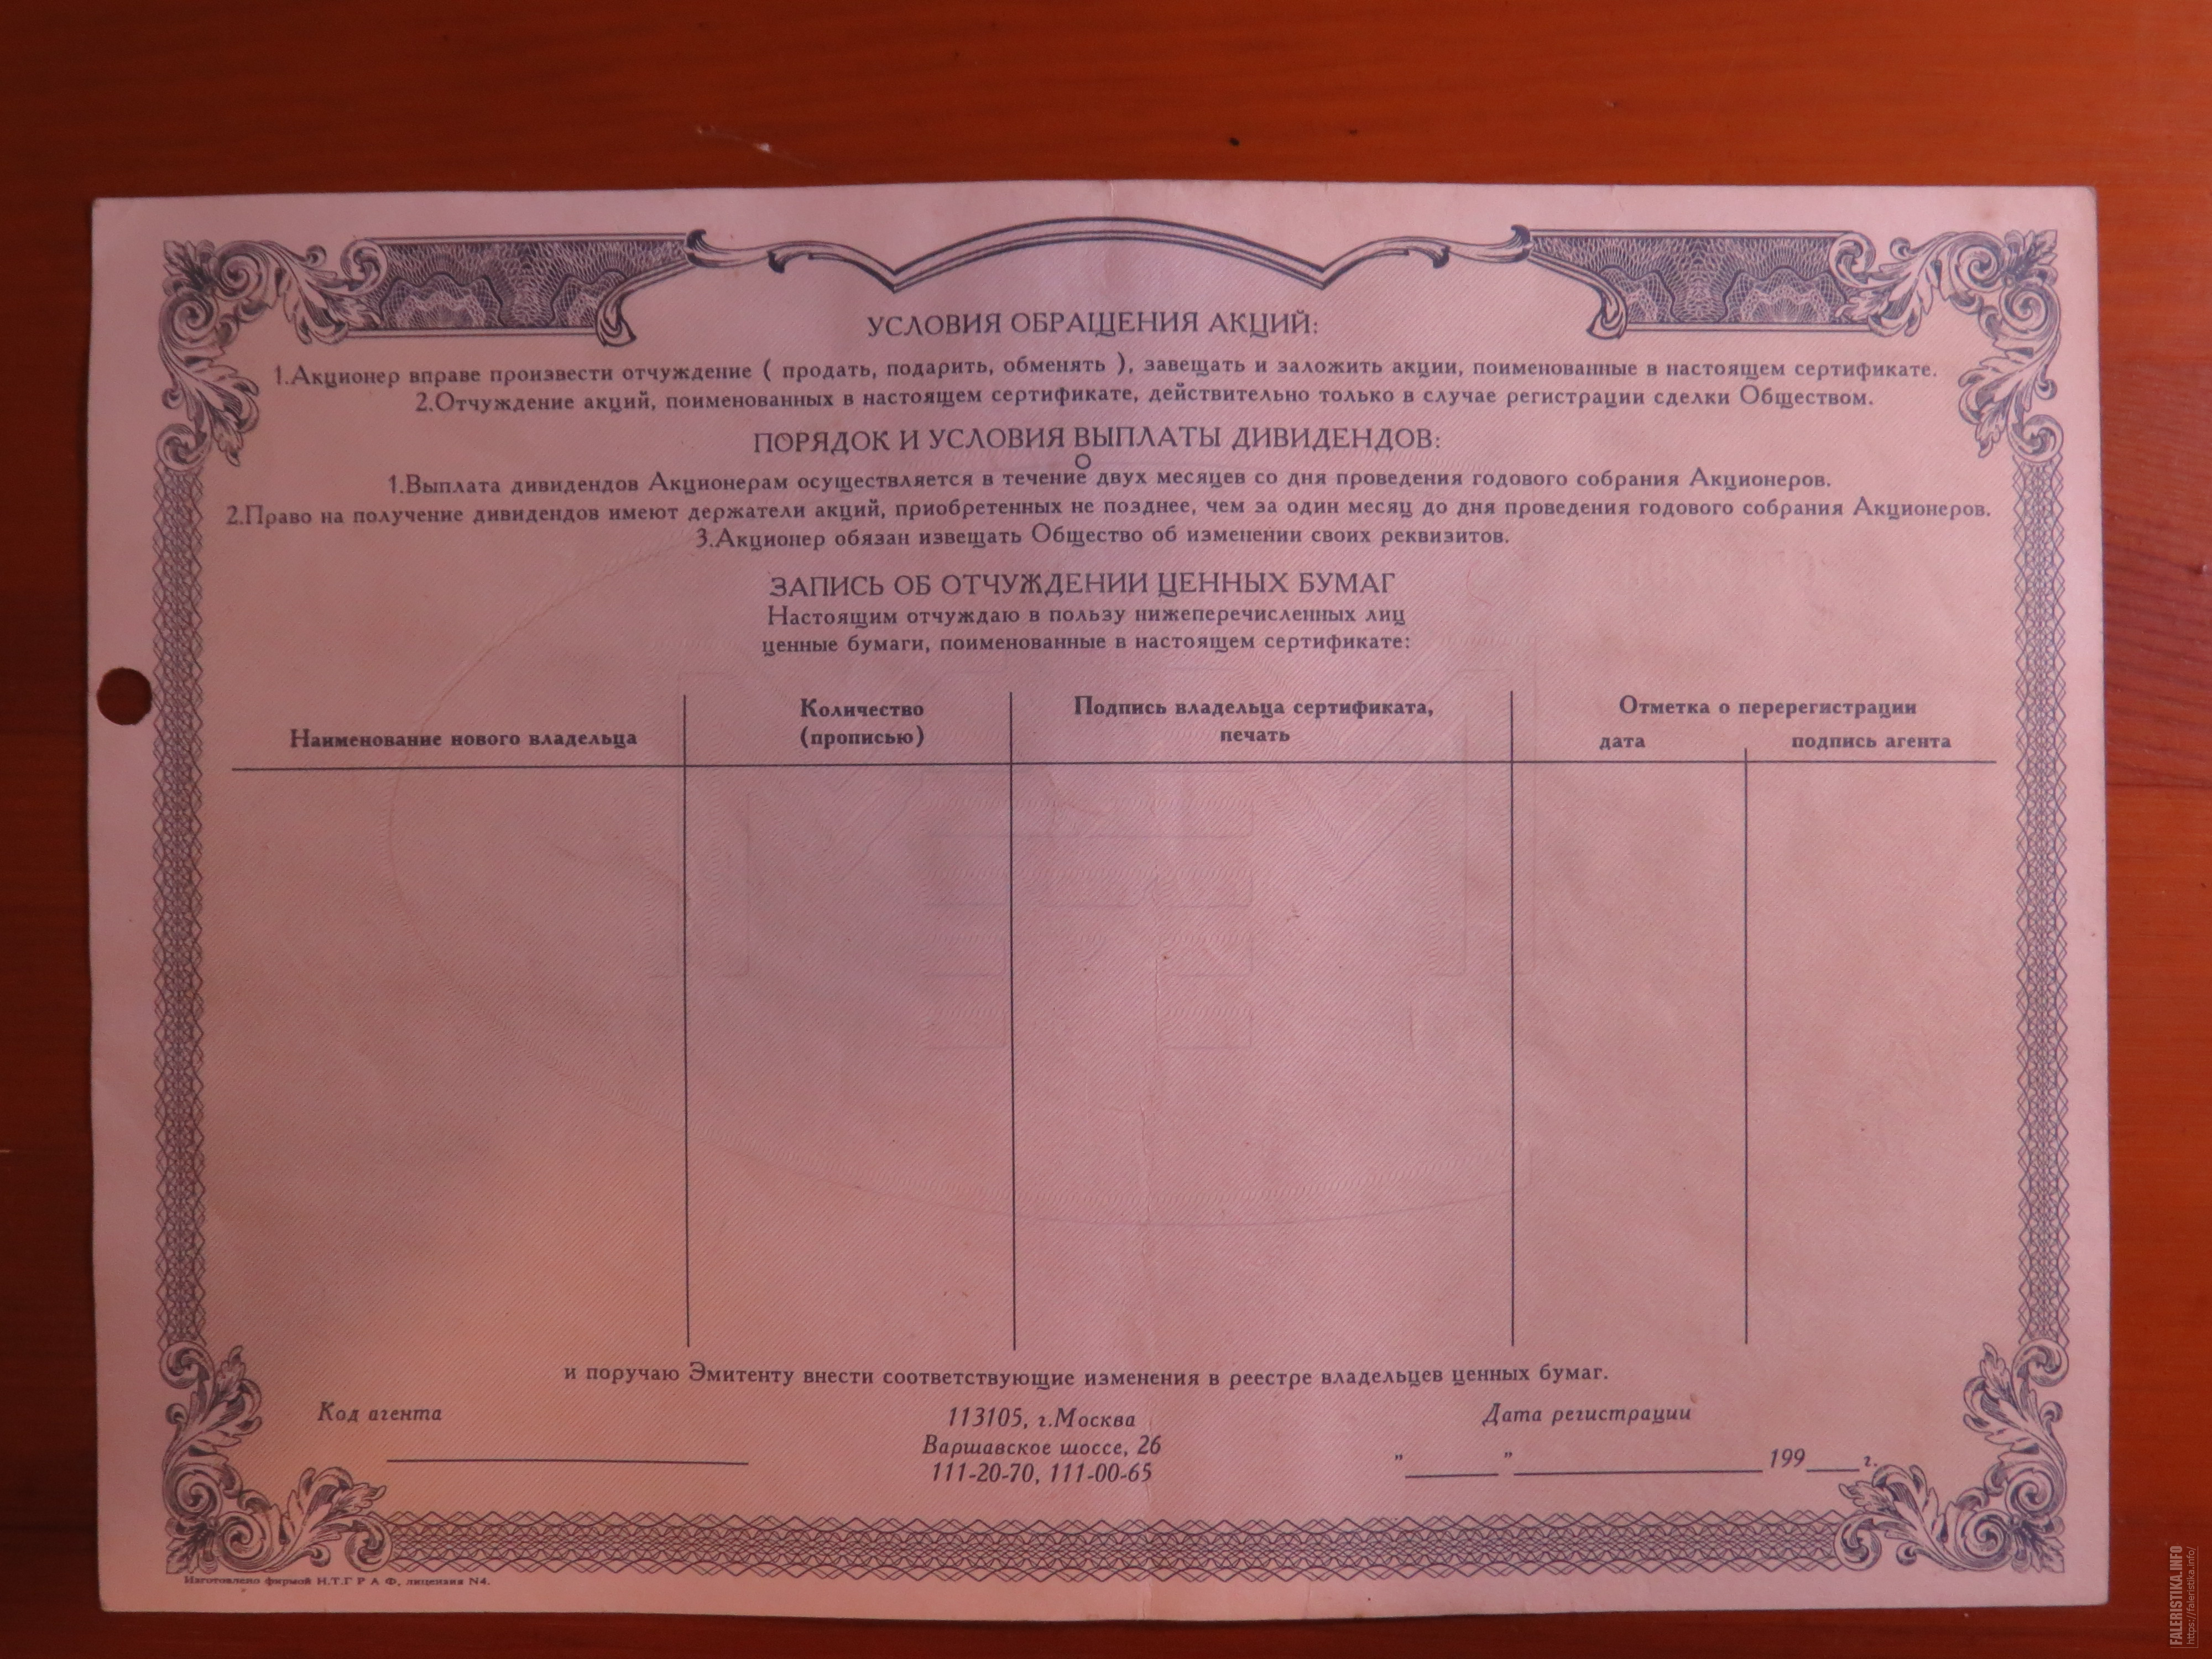 УСЛОВИЯ ОБРАЩЕНИЯ АКЦИЙ:
1.Акционер вправе произвести отчуждение ( продать, подарить, обменять ), завещать и заложить акции, поименованные в настоящем сертификате.
2.Отчуждение акций, поименованных в настоящем сертификате, действительно только в случае регистрации сделки Обществом.
ПОРЯДОК И УСЛОВИЯ ВЫПЛАТЫ ДИВИДЕНДОВ:
1.Выплата дивидендов Акционерам осуществляется в течение двух месяцев со дня проведения годового собрания Акционеров.
2.Право на получение дивидендов имеют держатели акций, приобретенных не позднее, чем за один месяц до дня проведения годового собрания Акционеров.
3.Акционер обязан извещать Общество об изменении своих реквизитов.
ЗАПИСЬ ОБ ОТЧУЖДЕНИИ ЦЕННЫХ БУМАГ
Настоящим отчуждаю в пользу нижеперечисленных лиц
ценные бумаги, поименованные в настоящем сертификате:
Наименование нового владельца
Количество
(прописью)
Подпись владельца сертификата,
печать
Отметка о перерегистрации
дата подпись агента
и поручаю Эмитенту внести соответствующие изменения в реестре владельцев ценных бумаг.
Код агента
113105, г.Москва
Варшавское шоссе, 26
111-20-70, 111-00-65
Дата регистрации
"____"__________199___г.
Изготовлено фирмой Н.Т.Г Р А Ф, лицензия N4.
FALERISTIKA.INFO
https://faleristika.info/